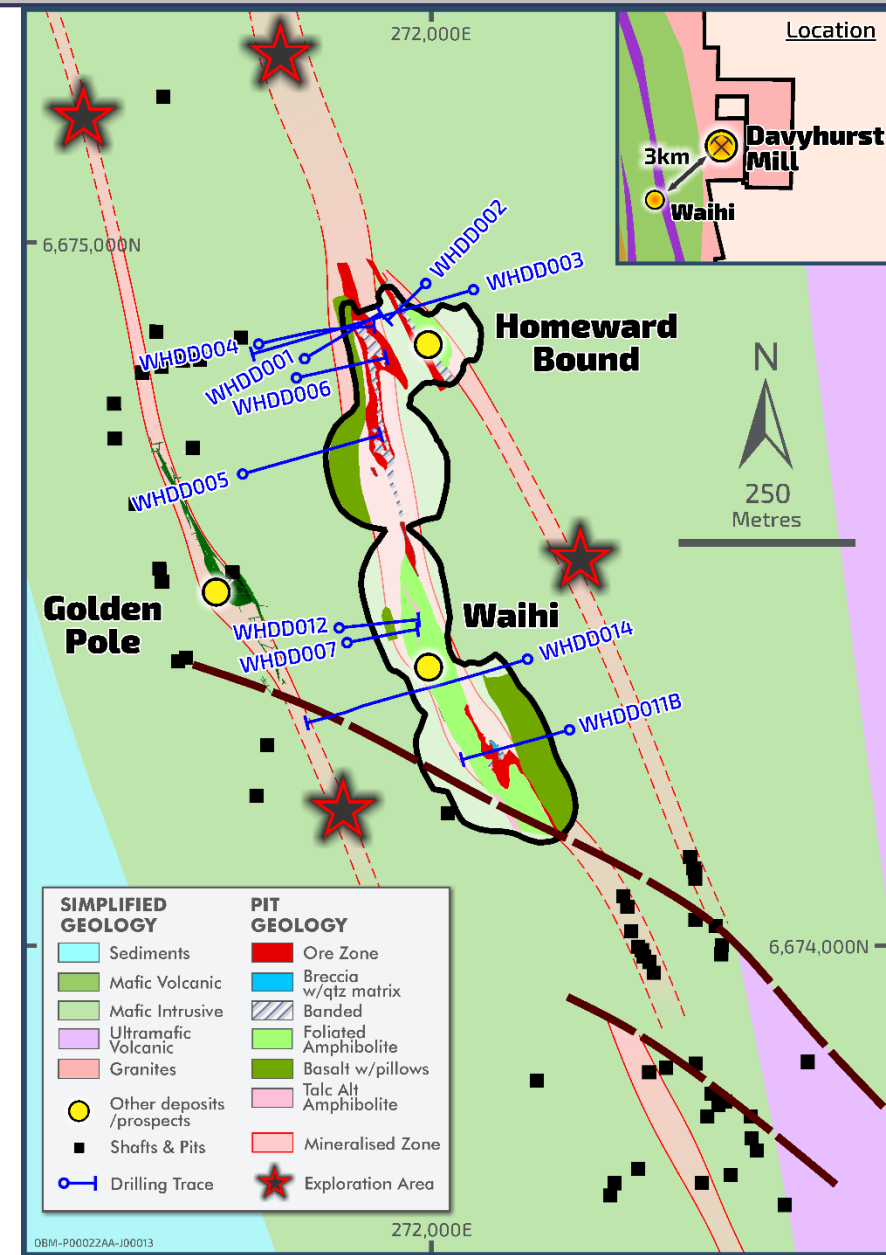 272,000E
Location
Davyhurst
Mill
3km
Waihi
6,675,000N
WHDD002
WHDD003
WHDD004
WHDD001
WHDD006
WHDD005
Homeward
Bound
N
250
Metres
Golden
Pole
WHDD012
WHDD007
Waihi
WHDD014
WHDD011B
6,674,000N
SIMPLIFIED
GEOLOGY
Sediments
Mafic Volcanic
Mafic Intrusive
Ultramafic
Volcanic
Granites
Other deposits
/prospects
Shafts & Pits
Drilling Trace
PIT
GEOLOGY
Ore Zone
Breccia
w/qtz matrix
Banded
Foliated
Amphibolite
Basalt w/pillows
Talc Alt
Amphibolite
Mineralised Zone
Exploration Area
272,000E
OBM-P00022AA-J00013